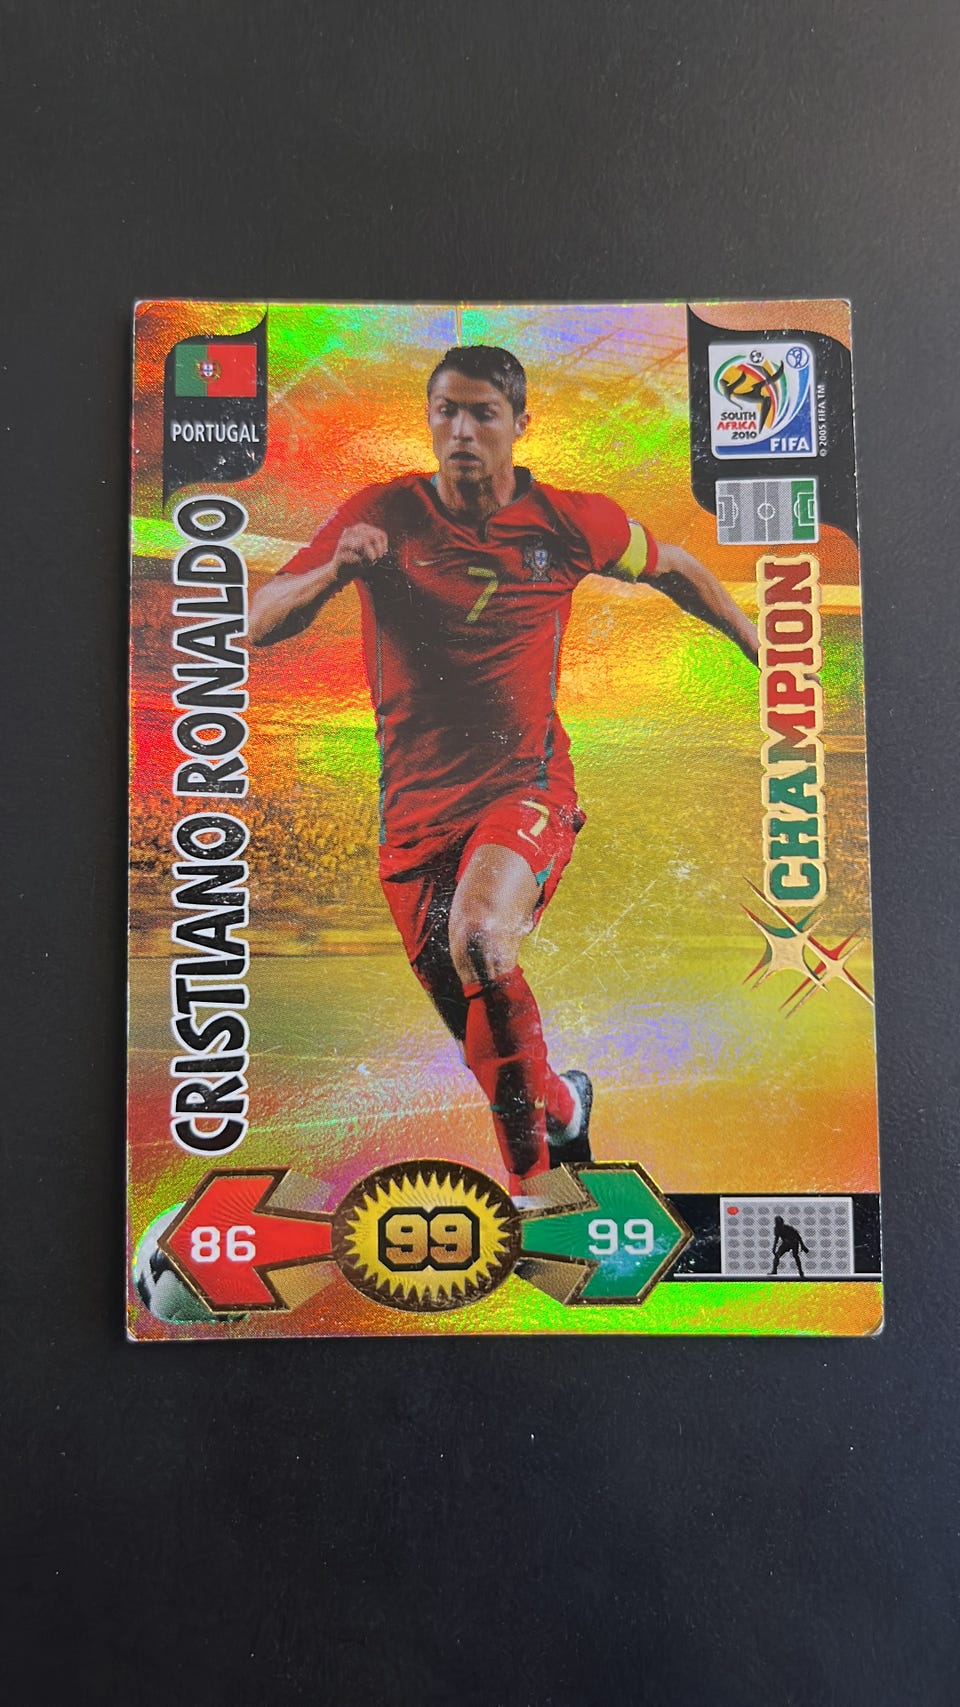 PORTUGAL
SOUTH
AFRICA
2010
FIFA
© 2005 FIFA TM
CRISTIANO RONALDO
CHAMPION
7
7
86
99
99